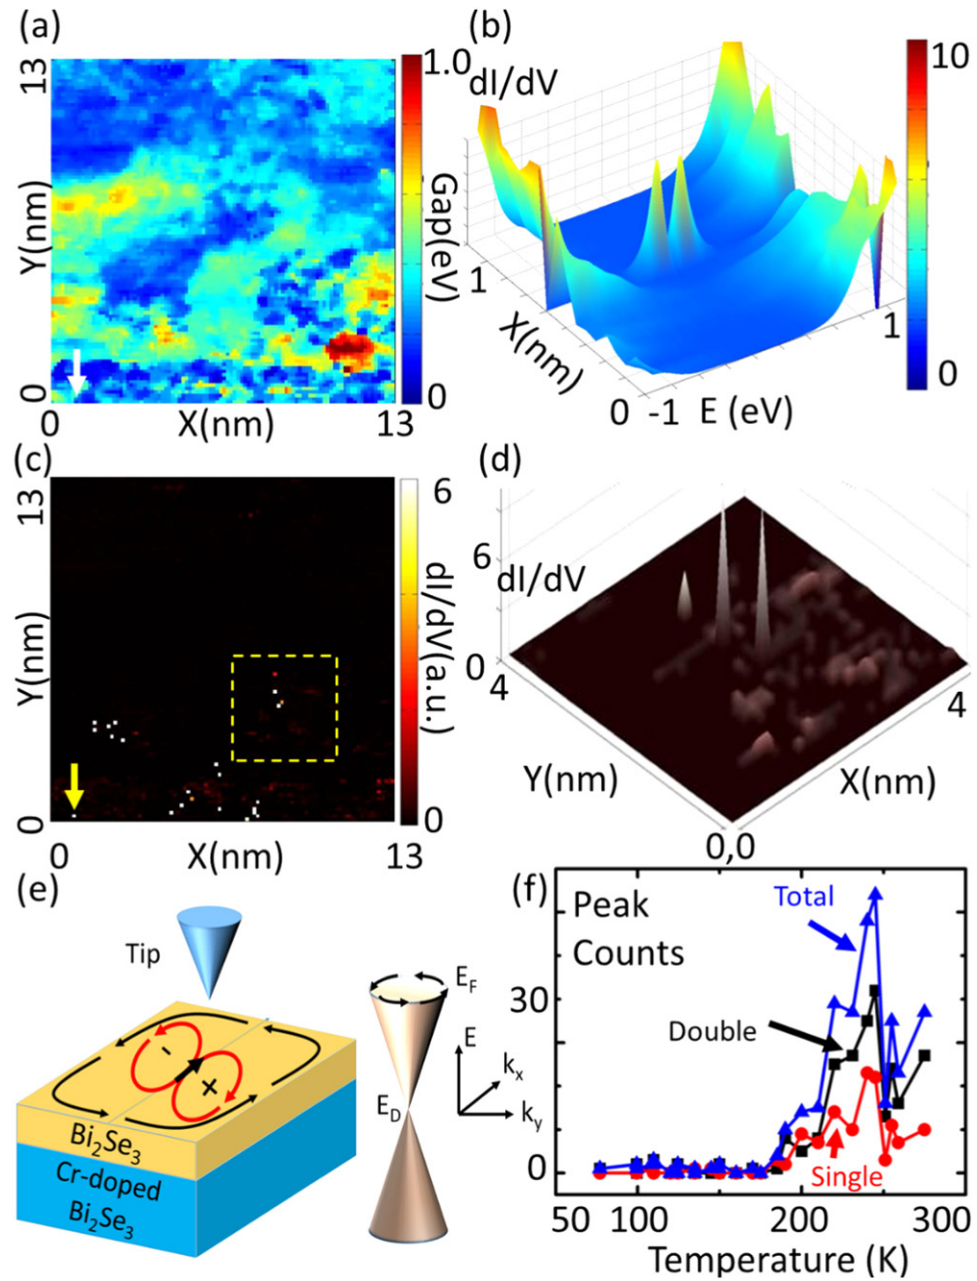 (a)
13
Y(nm)
0
0
X(nm)
13
1.0
Gap(eV)
0
(b)
dI/dV
1
X(nm)
0
-1
E (eV)
1
10
0
(c)
13
Y(nm)
0
0
X(nm)
13
6
dI/dV(a.u.)
0
(d)
6
dI/dV
0
4
Y(nm)
0,0
X(nm)
4
(e)
Tip
-
+
Bi₂Se₃
Cr-doped
Bi₂Se₃
E_F
E_D
E
kₓ
k_y
(f)
Peak
Counts
Total
Double
Single
30
0
50 100 200 300
Temperature (K)